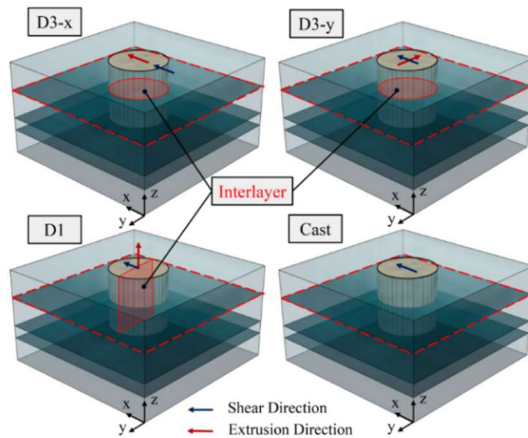 D3-x
D3-y
x
z
y
x
z
y
Interlayer
D1
Cast
x
z
y
x
z
y
Shear Direction
Extrusion Direction